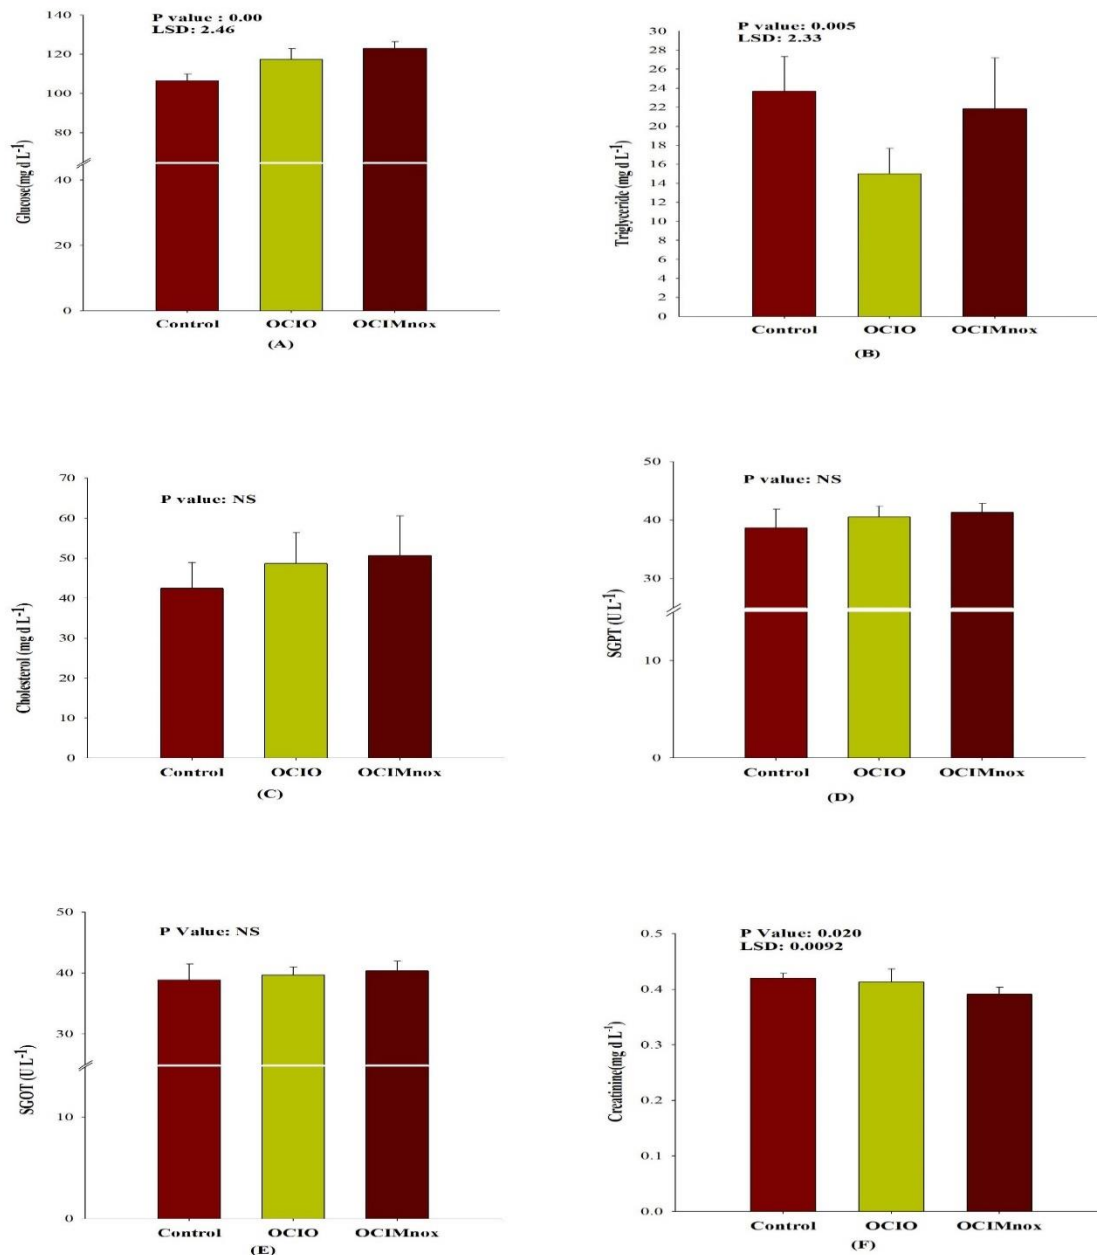 P value : 0.00
LSD: 2.46
120
100
80
60
40
20
0
Glucose(mg d L-1)
Control OCIO OCIMnox
(A)
P value: 0.005
LSD: 2.33
30
28
26
24
22
20
18
16
14
12
10
8
6
4
2
0
Triglyceride (mg d L-1)
Control OCIO OCIMnox
(B)
P value: NS
70
60
50
40
30
20
10
0
Cholesterol (mg d L-1)
Control OCIO OCIMnox
(C)
P value: NS
50
40
30
10
0
SGPT (U L-1)
Control OCIO OCIMnox
(D)
P Value: NS
50
40
30
10
0
SGOT (U L-1)
Control OCIO OCIMnox
(E)
P Value: 0.020
LSD: 0.0092
0.5
0.4
0.3
0.2
0.1
0.0
Creatinine(mg d L-1)
Control OCIO OCIMnox
(F)